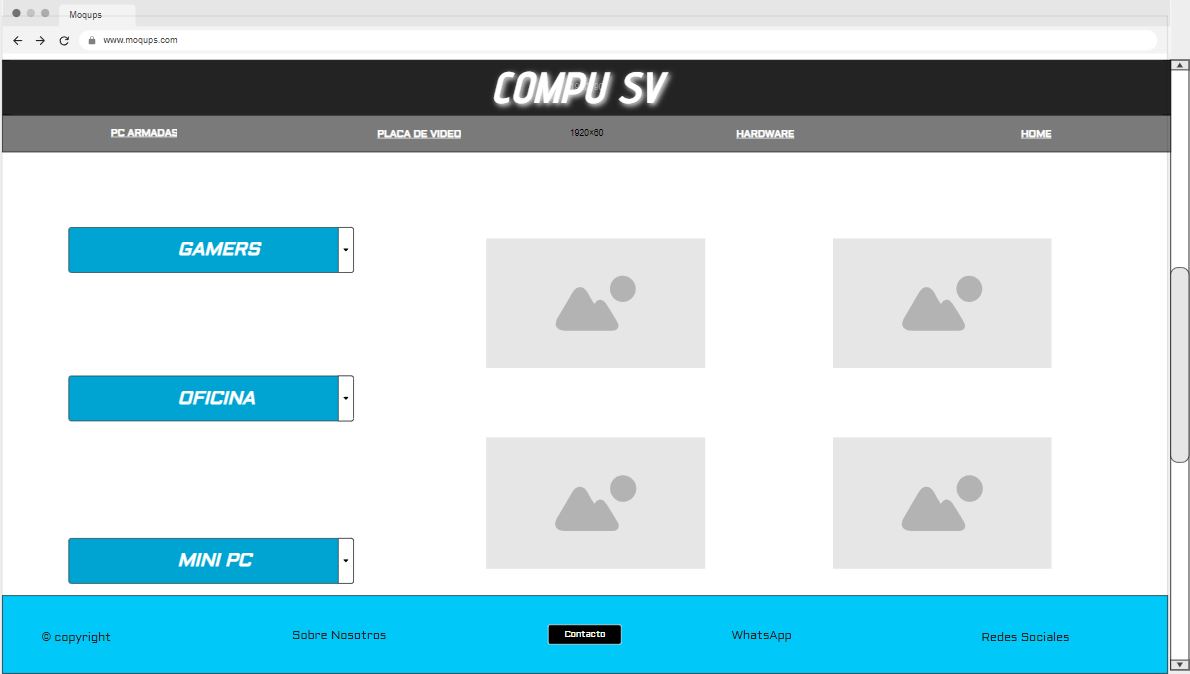 Moqups
www.moqups.com
COMPU SV
PC ARMADAS
PLACA DE VIDEO
1920×60
HARDWARE
HOME
GAMERS
OFICINA
MINI PC
© copyright
Sobre Nosotros
Contacto
WhatsApp
Redes Sociales